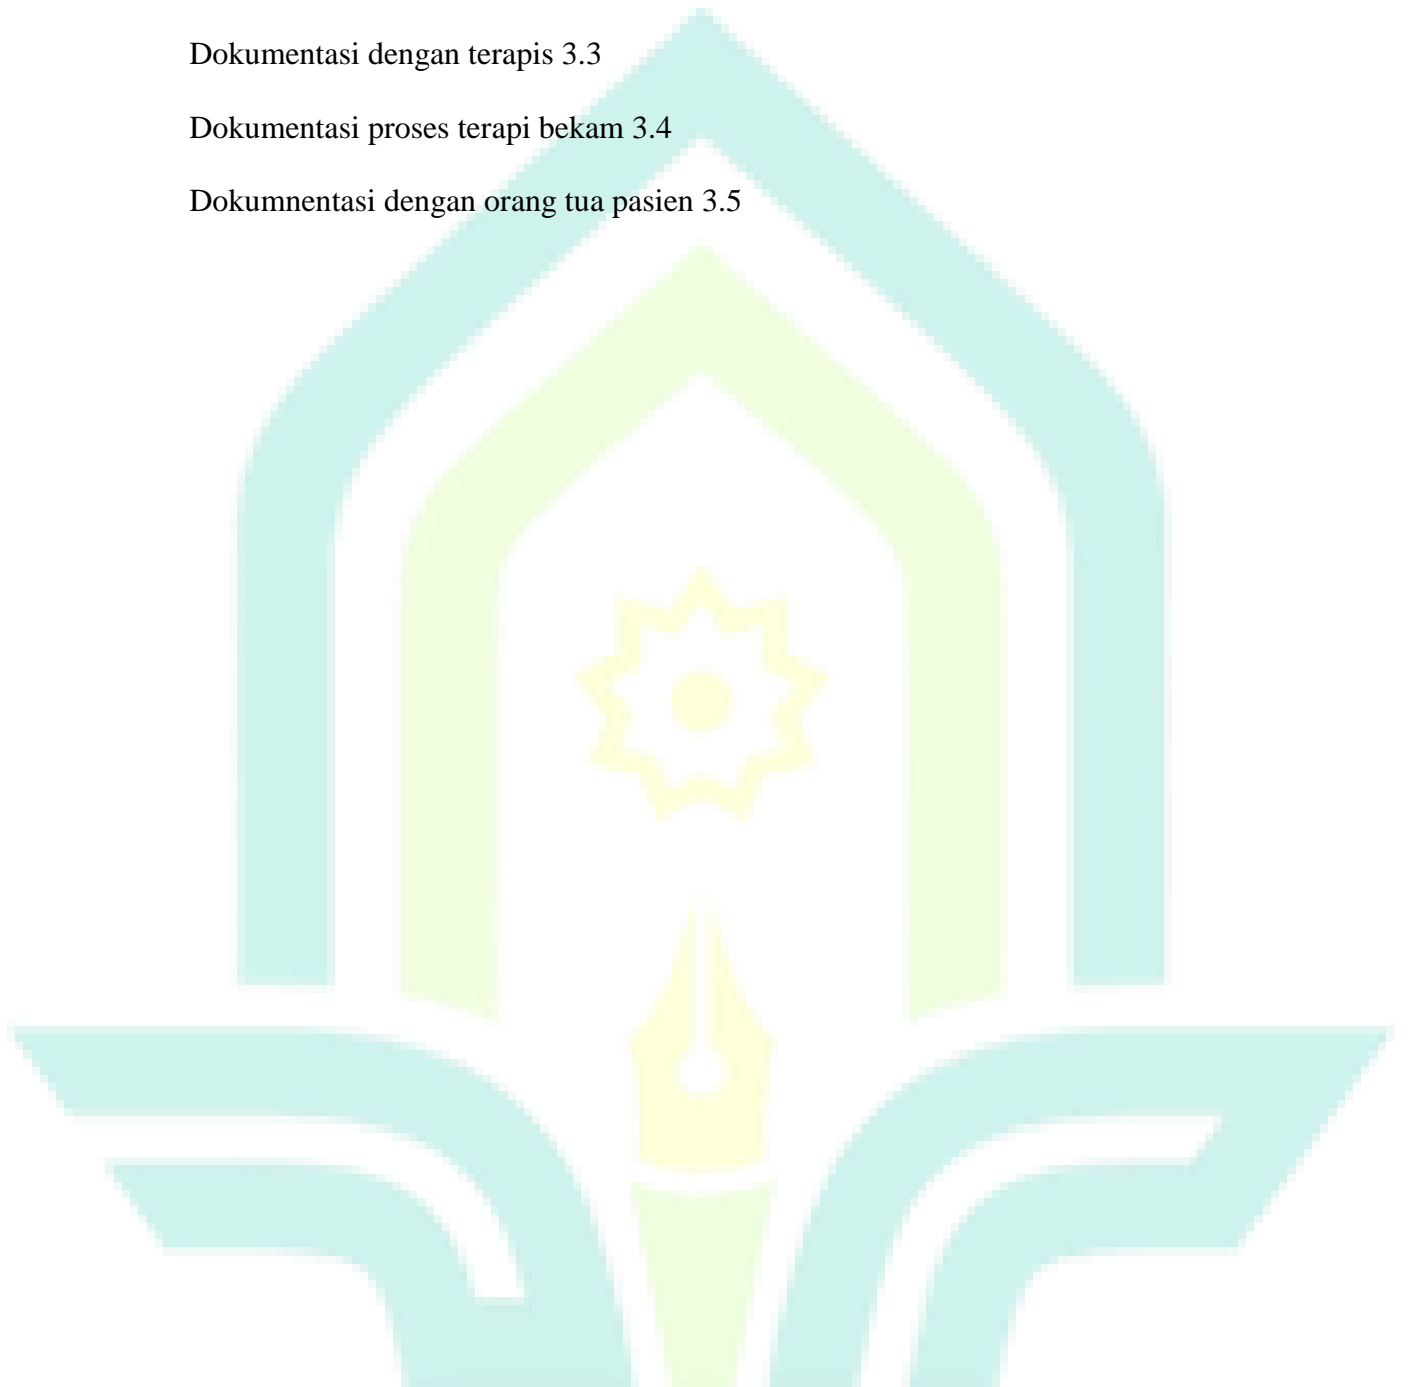 Dokumentasi dengan terapis 3.3
Dokumentasi proses terapi bekam 3.4
Dokumnentasi dengan orang tua pasien 3.5